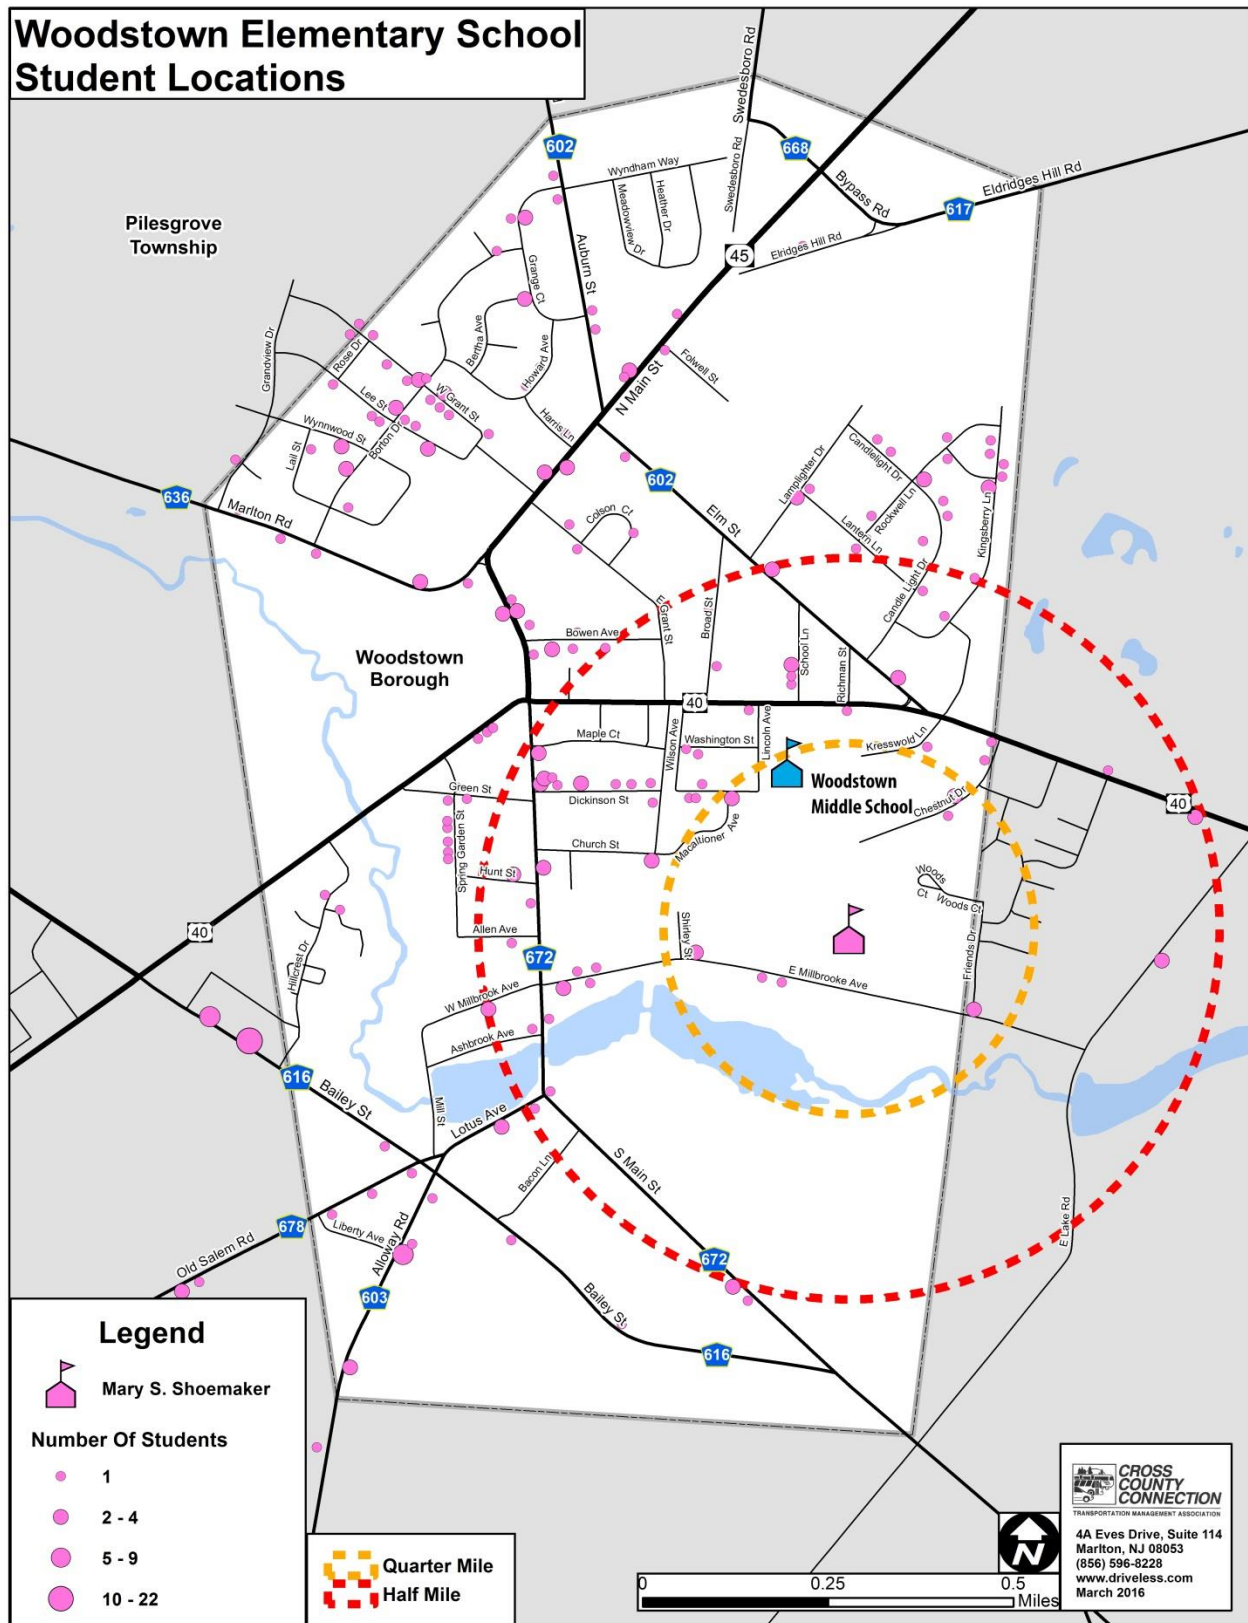 Woodstown Elementary School
Student Locations
Swedesboro Rd
602
668
Wyndham Way
Swedesboro Rd
Bypass Rd
Eldridges Hill Rd
617
Meadowview Dr
Heather Dr
Pilesgrove
Township
Auburn St
Elridges Hill Rd
45
Grange Ct
Grandview Dr
Rose Dr
Bertha Ave
Howard Ave
Folwell St
N Main St
Lee St
W Grant St
Wynnwood St
Borton Dr
Harris Ln
Lail St
Lamplighter Dr
Candlelight Dr
602
636
Marlton Rd
Rockwell Ln
Kingsberry Ln
Colson Ct
Elm St
Lantern Ln
Candle Light Dr
E Grant St
Broad St
Bowen Ave
School Ln
Richman St
Woodstown
Borough
40
Maple Ct
Wilson Ave
Washington St
Lincoln Ave
Kresswold Ln
Woodstown
Middle School
Green St
Dickinson St
Chestnut Dr
40
Spring Garden St
Church St
Macaltioner Ave
Hunt St
Woods Ct
Woods Ct
Allen Ave
Shirley St
40
Hillcrest Dr
672
Friends Dr
E Millbrooke Ave
W Millbrook Ave
Ashbrook Ave
616
Bailey St
Mill St
Lotus Ave
Bacon Ln
S Main St
678
Liberty Ave
Alloway Rd
Old Salem Rd
E Lake Rd
672
603
Bailey St
616
Legend
Mary S. Shoemaker
Number Of Students
1
2 - 4
5 - 9
10 - 22
Quarter Mile
Half Mile
N
0 0.25 0.5
Miles
CROSS
COUNTY
CONNECTION
TRANSPORTATION MANAGEMENT ASSOCIATION
4A Eves Drive, Suite 114
Marlton, NJ 08053
(856) 596-8228
www.driveless.com
March 2016